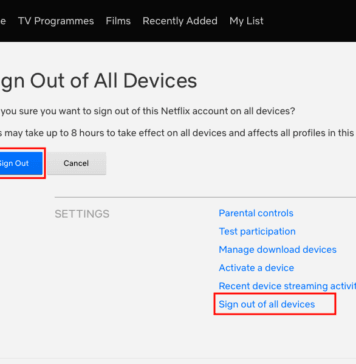 e TV Programmes Films Recently Added My List
gn Out of All Devices
you sure you want to sign out of this Netflix account on all devices?
s may take up to 8 hours to take effect on all devices and affects all profiles in this
Sign Out Cancel
SETTINGS Parental controls
Test participation
Manage download devices
Activate a device
Recent device streaming activit
Sign out of all devices